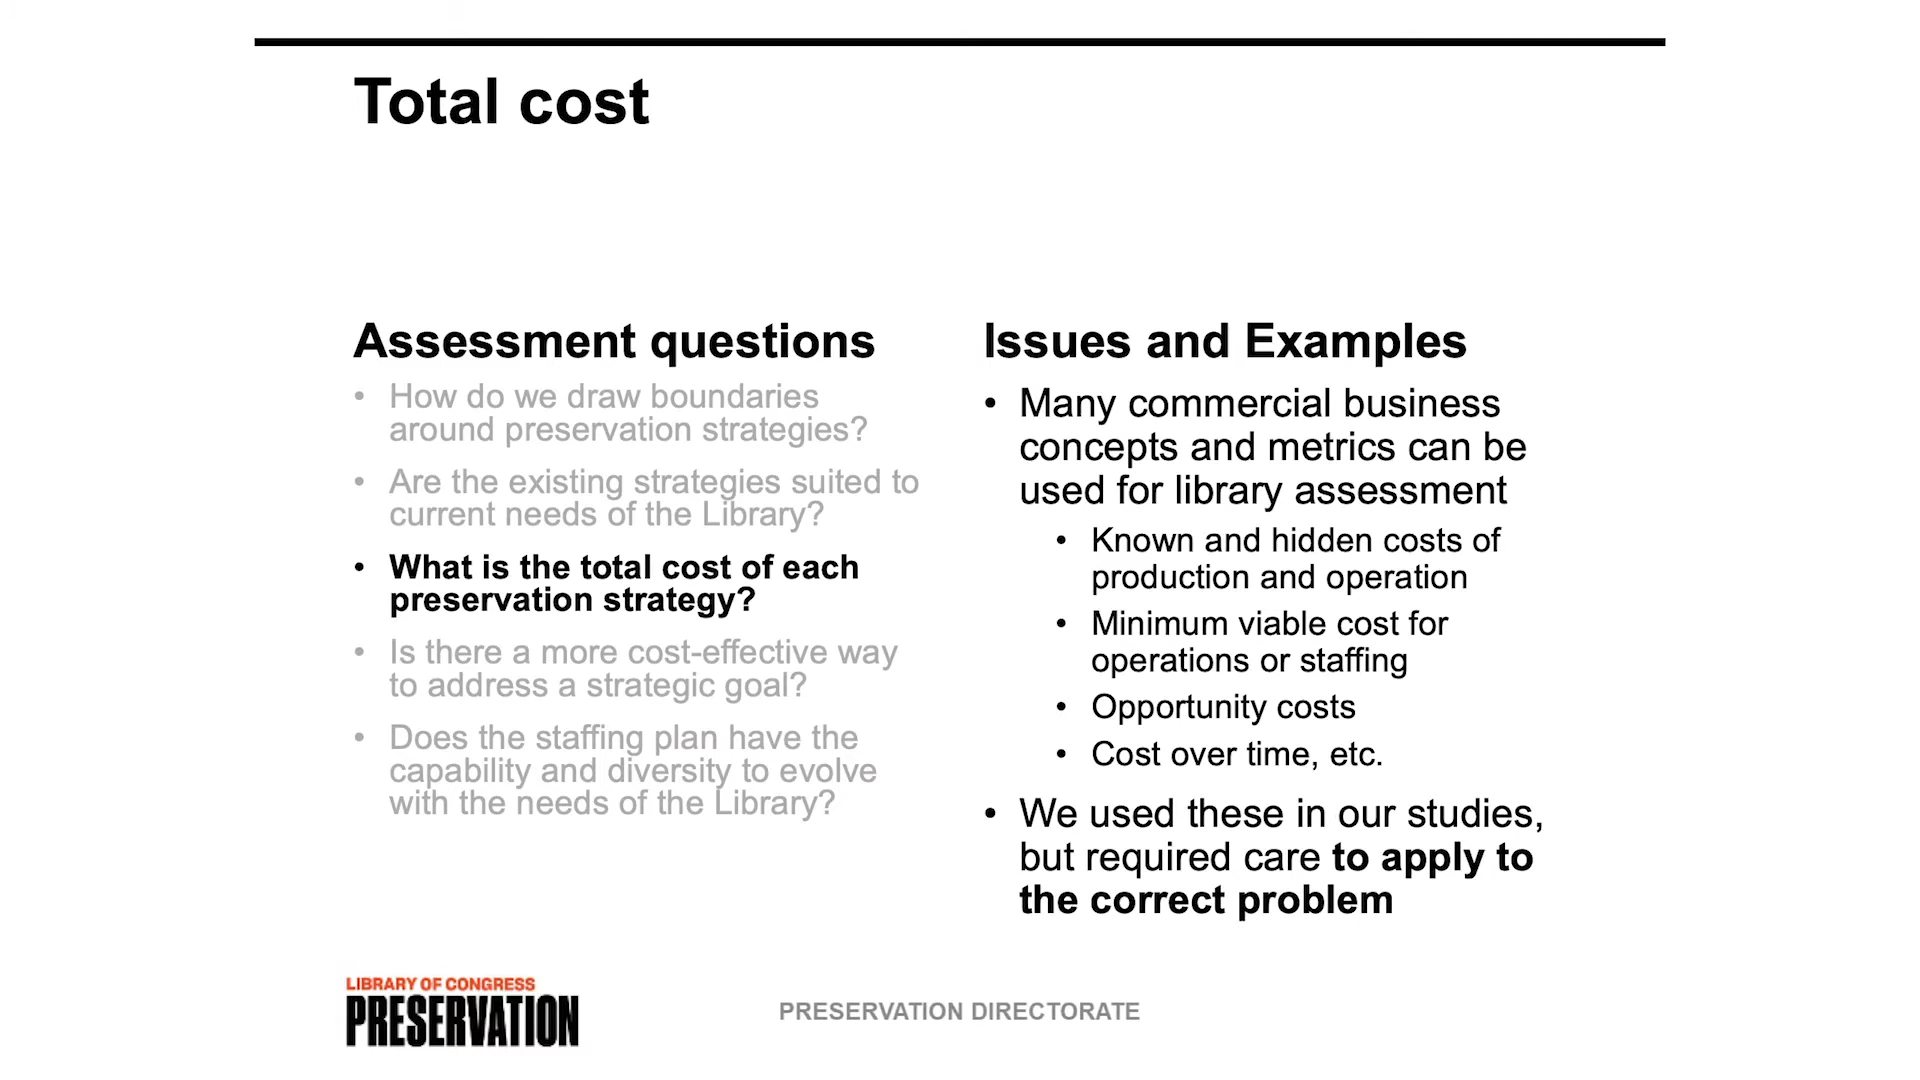 Total cost
Assessment questions
• How do we draw boundaries
around preservation strategies?
• Are the existing strategies suited to
current needs of the Library?
• What is the total cost of each
preservation strategy?
• Is there a more cost-effective way
to address a strategic goal?
• Does the staffing plan have the
capability and diversity to evolve
with the needs of the Library?
Issues and Examples
• Many commercial business
concepts and metrics can be
used for library assessment
• Known and hidden costs of
production and operation
• Minimum viable cost for
operations or staffing
• Opportunity costs
• Cost over time, etc.
• We used these in our studies,
but required care to apply to
the correct problem
LIBRARY OF CONGRESS
PRESERVATION
PRESERVATION DIRECTORATE